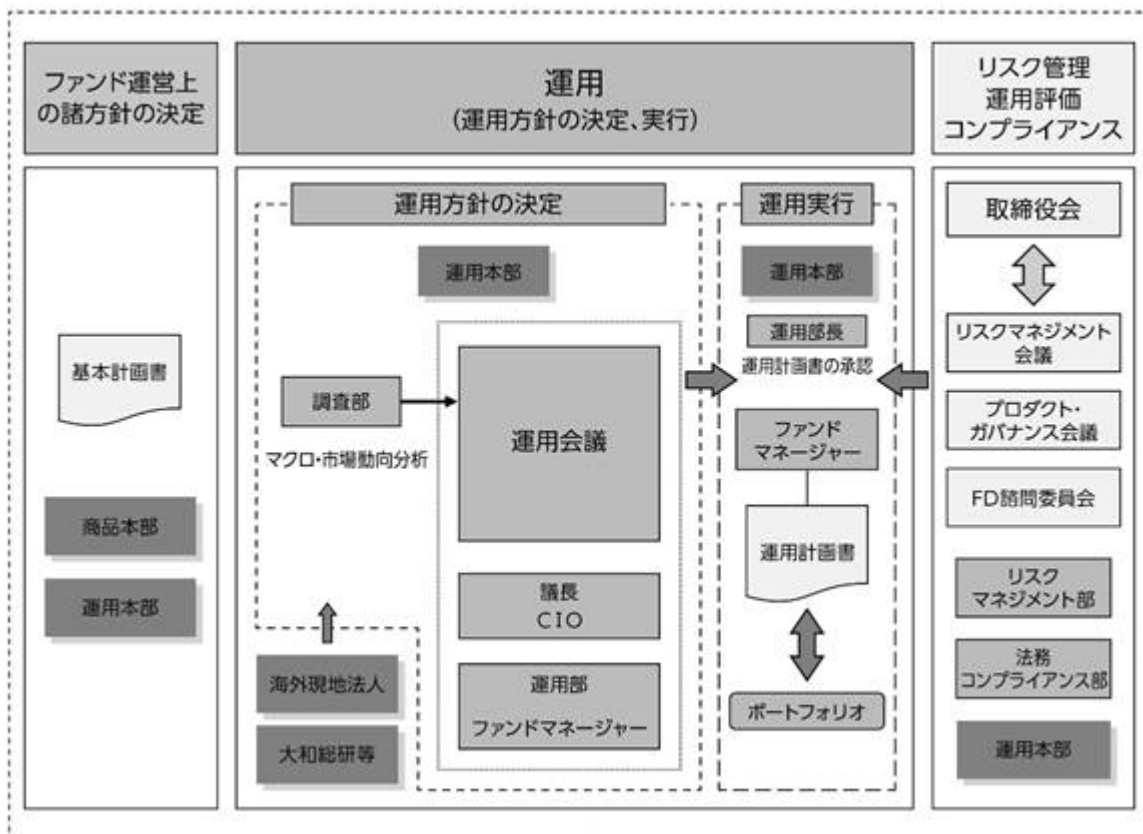 ファンド運営上
の諸方針の決定
基本計画書
商品本部
運用本部
運用
(運用方針の決定、実行)
運用方針の決定
運用本部
調査部
マクロ・市場動向分析
運用会議
議長
CIO
運用部
ファンドマネージャー
海外現地法人
大和総研等
運用実行
運用本部
運用部長
運用計画書の承認
ファンド
マネージャー
運用計画書
ポートフォリオ
リスク管理
運用評価
コンプライアンス
取締役会
リスクマネジメント
会議
プロダクト・
ガバナンス会議
FD諮問委員会
リスク
マネジメント部
法務
コンプライアンス部
運用本部